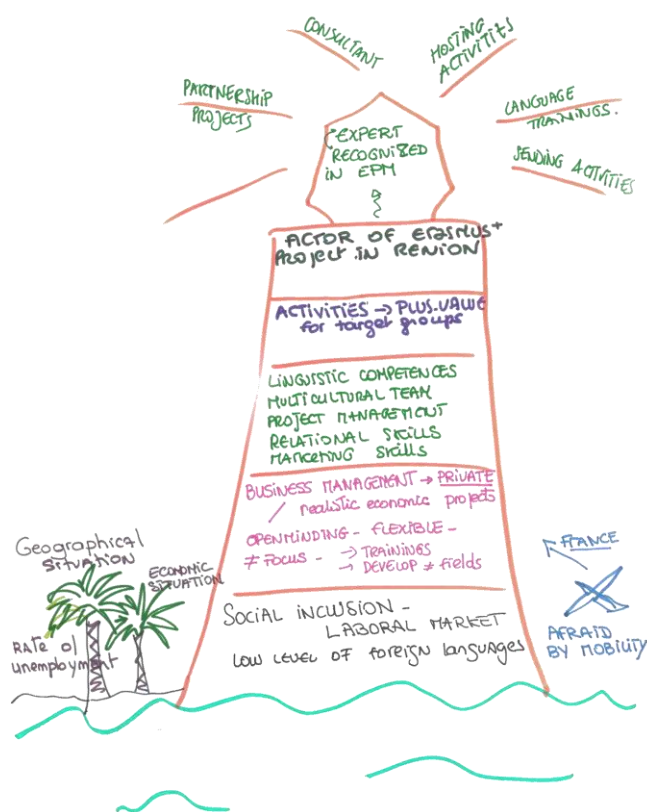 CONSULTANT
HOSTING
ACTIVITIES
PARTNERSHIP
PROJECTS
LANGUAGE
TRAININGS.
SENDING ACTIVITIES
EXPERT
RECOGNIZED
IN EPM
ACTOR OF ERASMUS+
PROJECT IN RENION
ACTIVITIES → PLUS.VALUE
for target groups
LINGUISTIC COMPETENCES
MULTICULTURAL TEAM
PROJECT MANAGEMENT
RELATIONAL SKILLS
MARKETING SKILLS
BUSINESS MANAGEMENT → PRIVATE
/ realistic economic projects
OPENMINDING - FLEXIBLE -
≠ FOCUS - → TRAININGS
→ DEVELOP ≠ fields
Geographical
SITUATION
ECONOMIC
SITUATION
RATE of
unemployment
SOCIAL INCLUSION -
LABORAL MARKET
LOW LEVEL OF foreign languages
FRANCE
AFRAID
BY MOBILITY